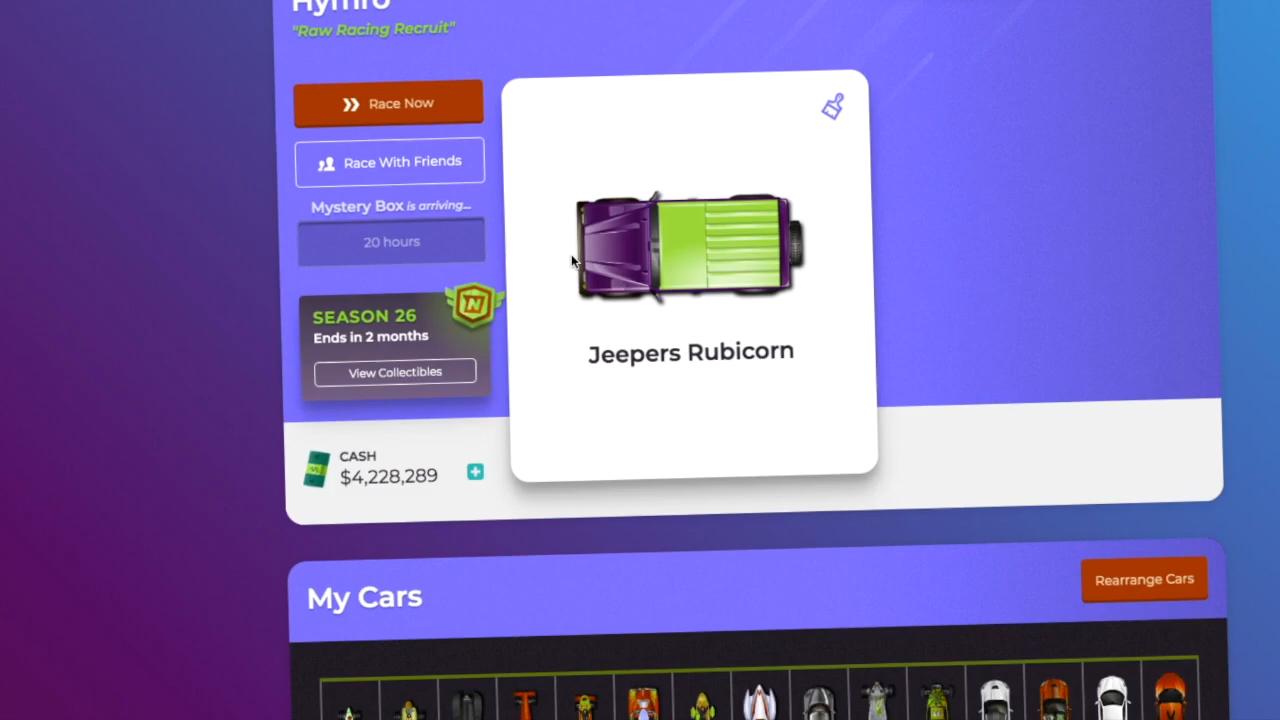 Hymro
"Raw Racing Recruit"
Race Now
Race With Friends
Mystery Box is arriving...
20 hours
SEASON 26
Ends in 2 months
View Collectibles
N
Jeepers Rubicorn
CASH
$4,228,289
My Cars
Rearrange Cars